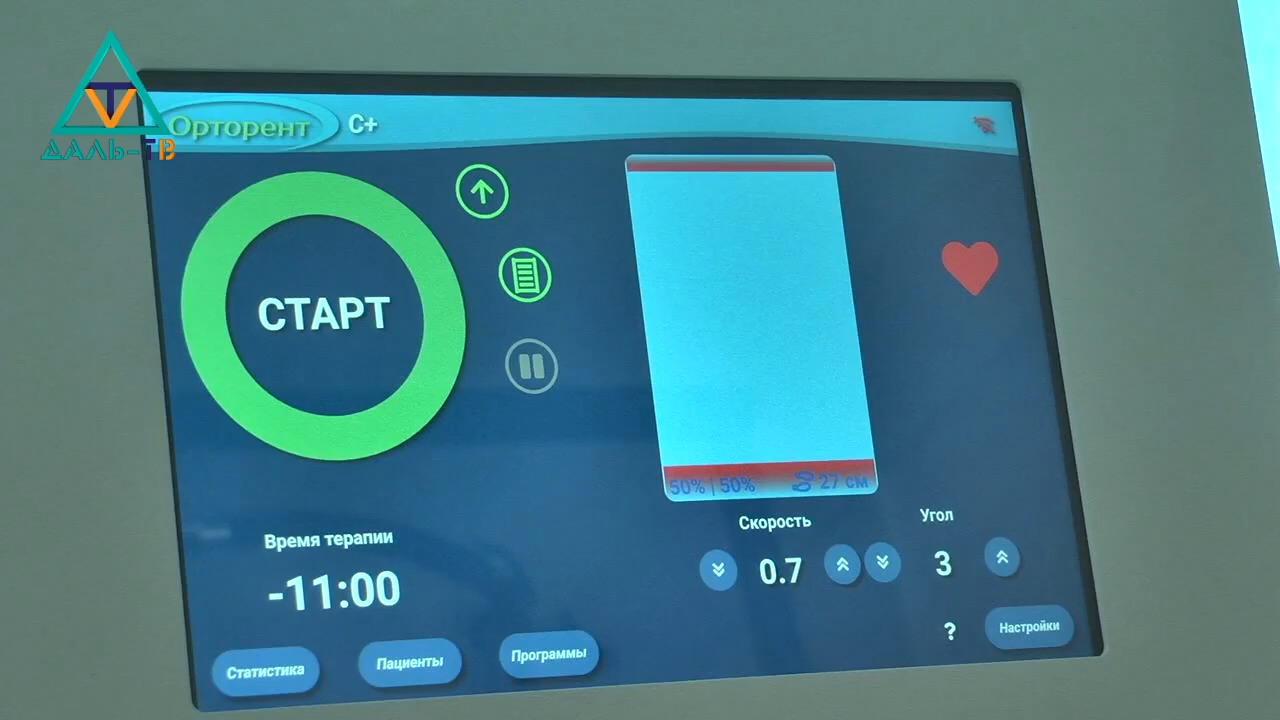 TV
ДАЛЬ-ТВ
Орторент C+
СТАРТ
50% | 50% 27 см
Скорость
Угол
0.7
3
Время терапии
-11:00
?
Настройки
Статистика
Пациенты
Программы